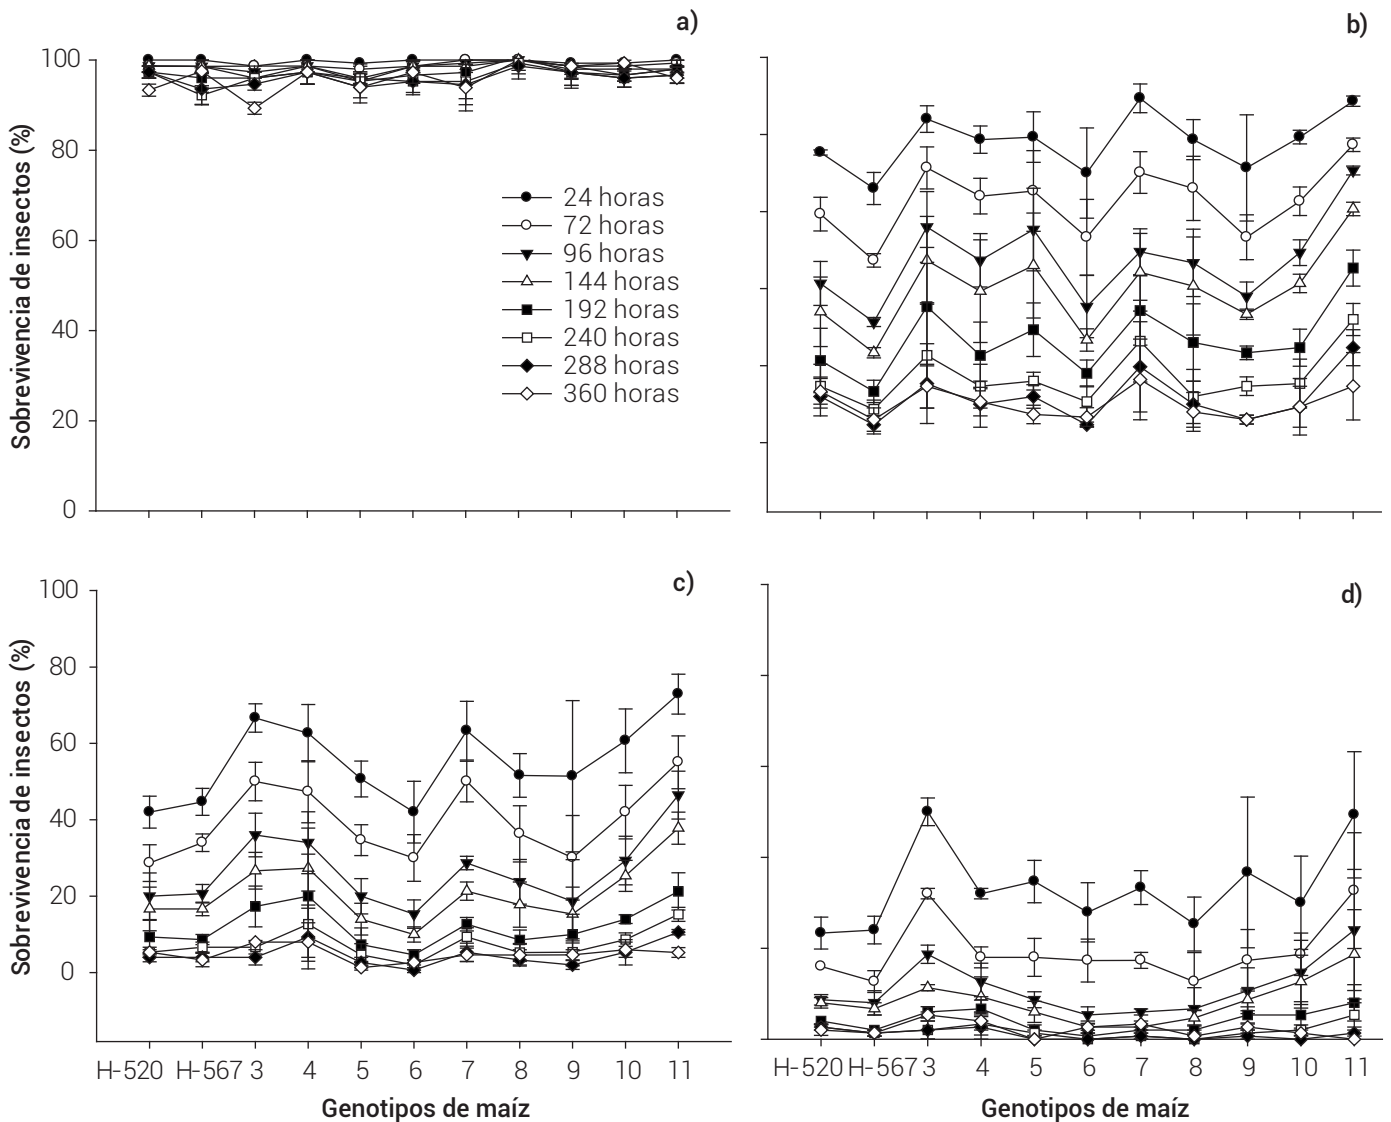 a)
b)
100
80
60
40
20
0
Sobrevivencia de insectos (%)
24 horas
72 horas
96 horas
144 horas
192 horas
240 horas
288 horas
360 horas
c)
d)
100
80
60
40
20
0
Sobrevivencia de insectos (%)
H-520 H-567 3 4 5 6 7 8 9 10 11
Genotipos de maíz
H-520 H-567 3 4 5 6 7 8 9 10 11
Genotipos de maíz